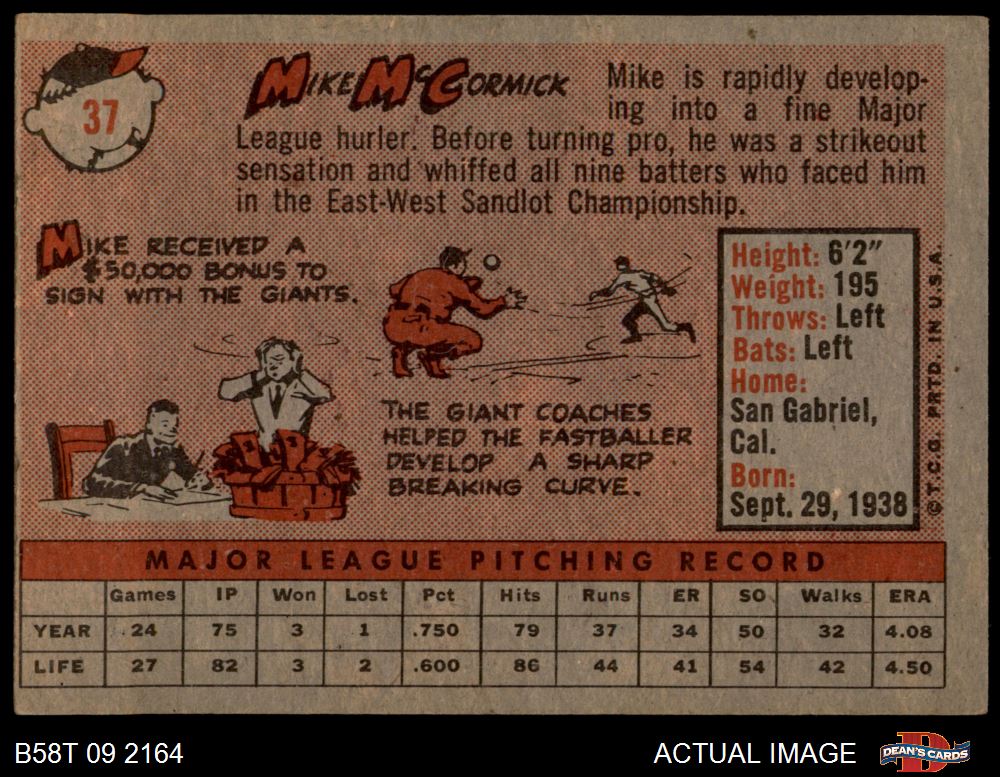 37
MIKE McCORMICK
Mike is rapidly develop-
ing into a fine Major
League hurler. Before turning pro, he was a strikeout
sensation and whiffed all nine batters who faced him
in the East-West Sandlot Championship.
MIKE RECEIVED A
$50,000 BONUS TO
SIGN WITH THE GIANTS.
THE GIANT COACHES
HELPED THE FASTBALLER
DEVELOP A SHARP
BREAKING CURVE.
Height: 6'2"
Weight: 195
Throws: Left
Bats: Left
Home:
San Gabriel,
Cal.
Born:
Sept. 29, 1938
©T.C.G. PRTD. IN U.S.A.
MAJOR LEAGUE PITCHING RECORD
Games IP Won Lost Pct Hits Runs ER SO Walks ERA
YEAR 24 75 3 1 .750 79 37 34 50 32 4.08
LIFE 27 82 3 2 .600 86 44 41 54 42 4.50
B58T 09 2164
ACTUAL IMAGE
DEAN'S CARDS